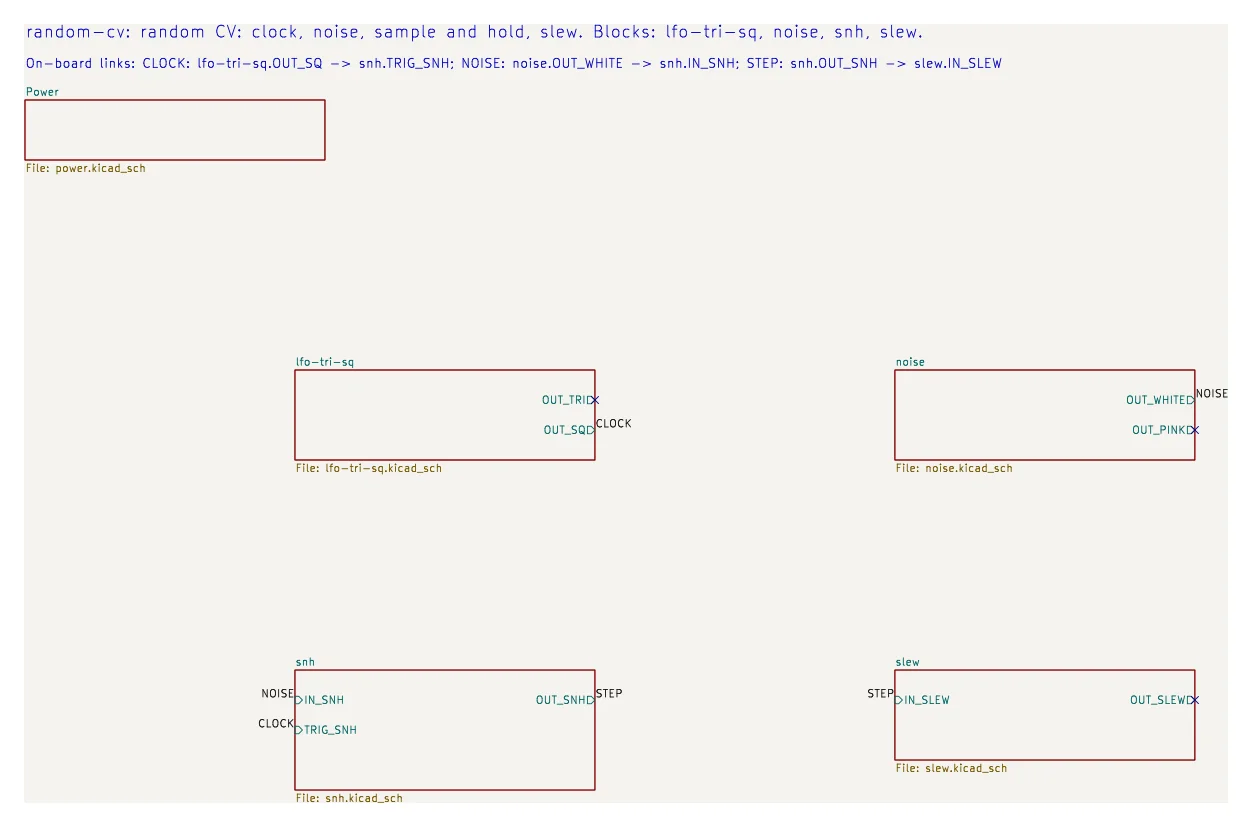 random-cv: random CV: clock, noise, sample and hold, slew. Blocks: lfo-tri-sq, noise, snh, slew.
On-board links: CLOCK: lfo-tri-sq.OUT_SQ -> snh.TRIG_SNH; NOISE: noise.OUT_WHITE -> snh.IN_SNH; STEP: snh.OUT_SNH -> slew.IN_SLEW
Power
File: power.kicad_sch
lfo-tri-sq
OUT_TRI
OUT_SQ
CLOCK
File: lfo-tri-sq.kicad_sch
noise
OUT_WHITE
NOISE
OUT_PINK
File: noise.kicad_sch
snh
NOISE
IN_SNH
OUT_SNH
STEP
CLOCK
TRIG_SNH
File: snh.kicad_sch
slew
STEP
IN_SLEW
OUT_SLEW
File: slew.kicad_sch